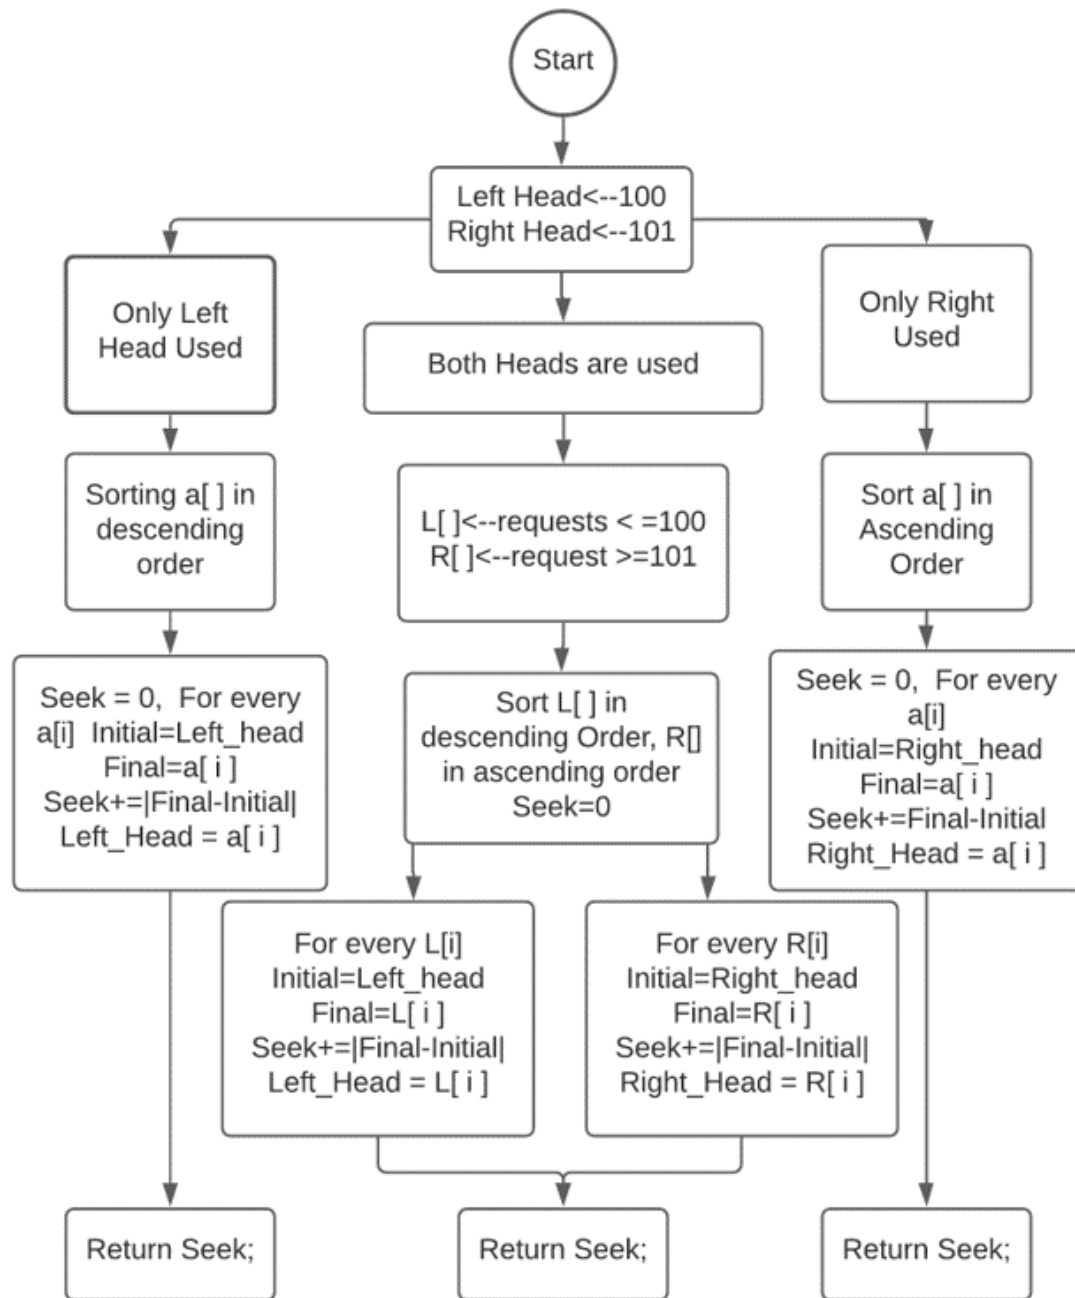 Start
Left Head<--100
Right Head<--101
Only Left
Head Used
Both Heads are used
Only Right
Used
Sorting a[ ] in
descending
order
L[ ]<--requests < =100
R[ ]<--request >=101
Sort a[ ] in
Ascending
Order
Seek = 0,  For every
a[i]  Initial=Left_head
Final=a[ i ]
Seek+=|Final-Initial|
Left_Head = a[ i ]
Sort L[ ] in
descending Order, R[]
in ascending order
Seek=0
Seek = 0,  For every
a[i]
Initial=Right_head
Final=a[ i ]
Seek+=Final-Initial
Right_Head = a[ i ]
For every L[i]
Initial=Left_head
Final=L[ i ]
Seek+=|Final-Initial|
Left_Head = L[ i ]
For every R[i]
Initial=Right_head
Final=R[ i ]
Seek+=|Final-Initial|
Right_Head = R[ i ]
Return Seek;
Return Seek;
Return Seek;